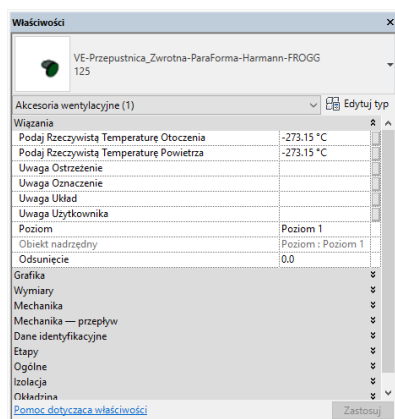 Właściwości
VE-Przepustnica_Zwrotna-ParaForma-Harmann-FROGG
125
Akcesoria wentylacyjne (1) Edytuj typ
Wiązania
Podaj Rzeczywistą Temperaturę Otoczenia -273.15 °C
Podaj Rzeczywistą Temperaturę Powietrza -273.15 °C
Uwaga Ostrzeżenie
Uwaga Oznaczenie
Uwaga Układ
Uwaga Użytkownika
Poziom Poziom 1
Obiekt nadrzędny Poziom : Poziom 1
Odsunięcie 0.0
Grafika
Wymiary
Mechanika
Mechanika — przepływ
Dane identyfikacyjne
Etapy
Ogólne
Izolacja
Okładzina
Pomoc dotycząca właściwości Zastosuj